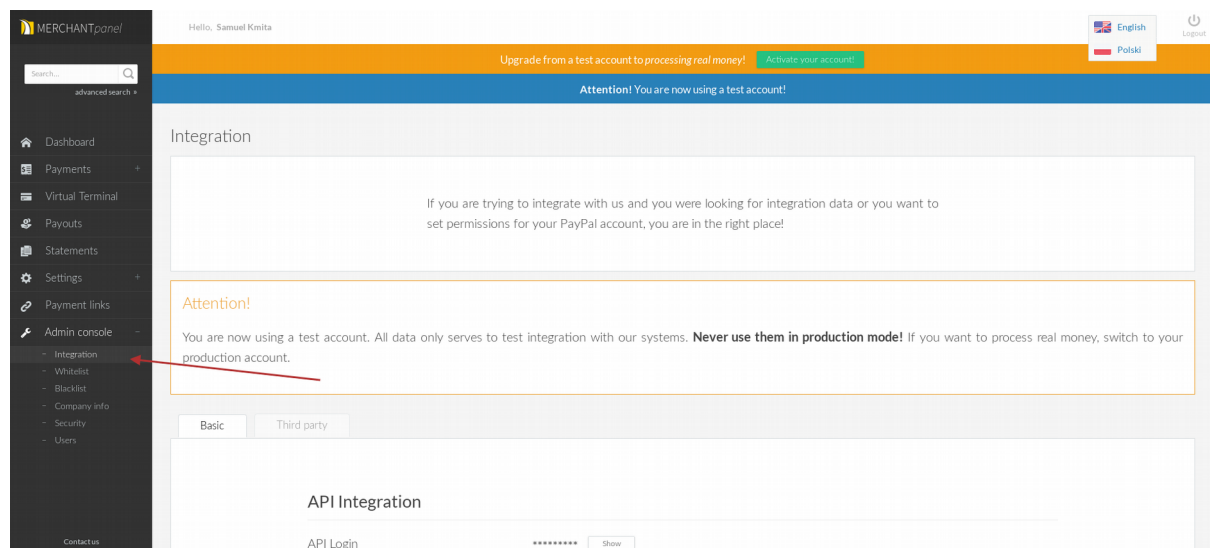 MERCHANTpanel
Hello, Samuel Kmita
English
Polski
Logout
Search...
advanced search »
Upgrade from a test account to processing real money! Activate your account!
Attention! You are now using a test account!
Dashboard
Payments +
Virtual Terminal
Payouts
Statements
Settings +
Payment links
Admin console −
– Integration
– Whitelist
– Blacklist
– Company info
– Security
– Users
Contact us
Integration
If you are trying to integrate with us and you were looking for integration data or you want to
set permissions for your PayPal account, you are in the right place!
Attention!
You are now using a test account. All data only serves to test integration with our systems. Never use them in production mode! If you want to process real money, switch to your
production account.
Basic Third party
API Integration
API Login ********* Show